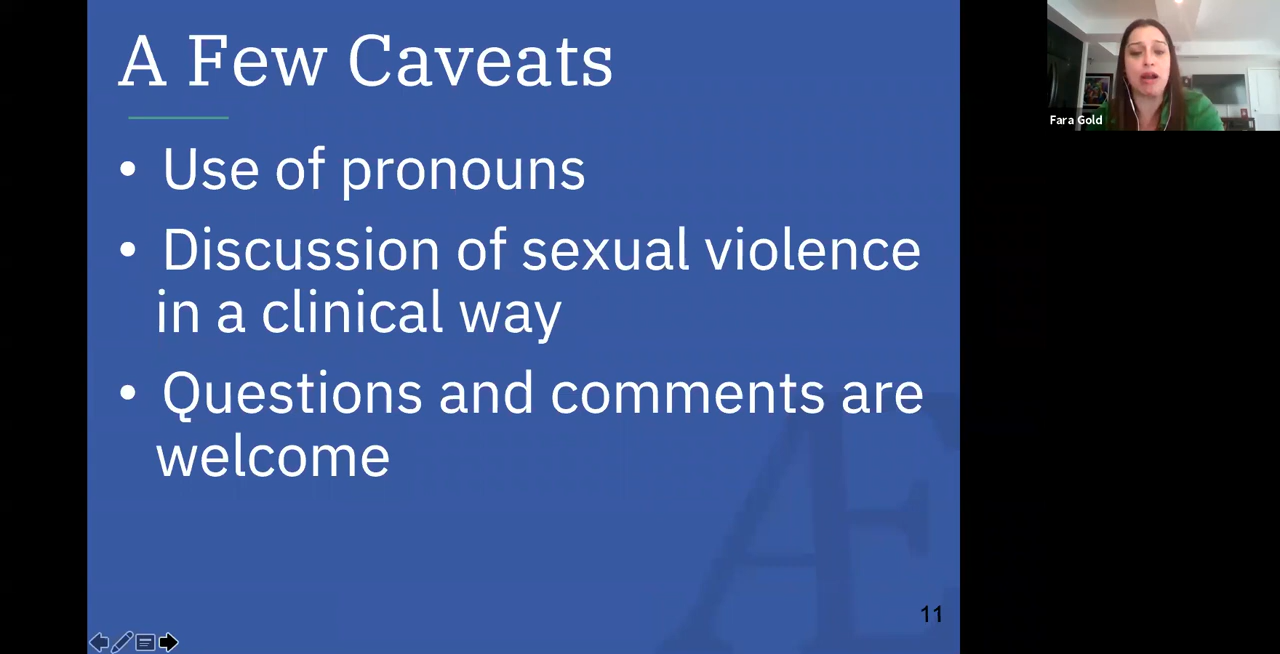 A Few Caveats
• Use of pronouns
• Discussion of sexual violence
in a clinical way
• Questions and comments are
welcome
Æ
11
Fara Gold